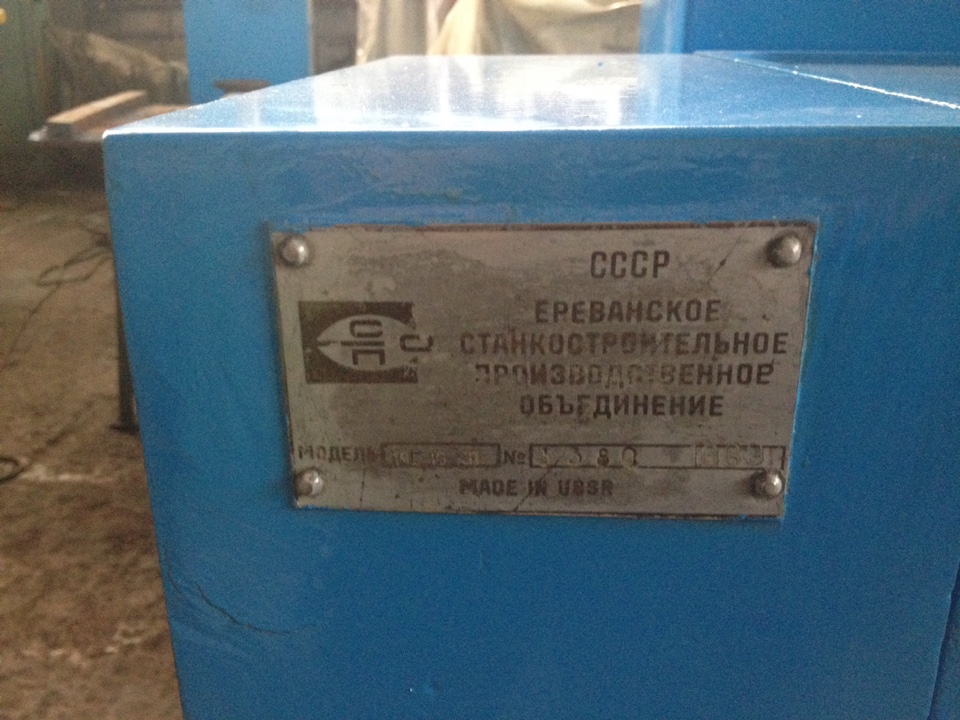 СССР
ЕРЕВАНСКОЕ
СТАНКОСТРОИТЕЛЬНОЕ
ПРОИЗВОДСТВЕННОЕ
ОБЪЕДИНЕНИЕ
МОДЕЛЬ №
MADE IN USSR